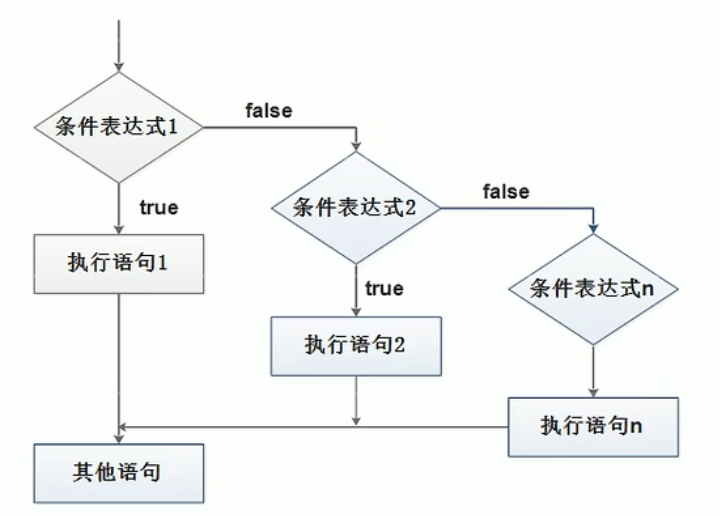 条件表达式1
false
true
条件表达式2
false
执行语句1
true
条件表达式n
执行语句2
执行语句n
其他语句